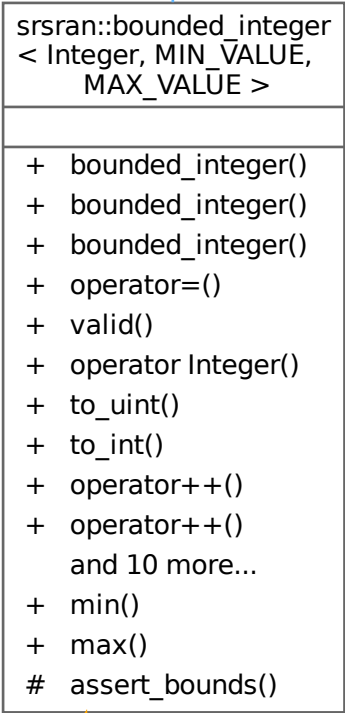 srsran::bounded_integer
< Integer, MIN_VALUE,
MAX_VALUE >
+ bounded_integer()
+ bounded_integer()
+ bounded_integer()
+ operator=()
+ valid()
+ operator Integer()
+ to_uint()
+ to_int()
+ operator++()
+ operator++()
and 10 more...
+ min()
+ max()
# assert_bounds()